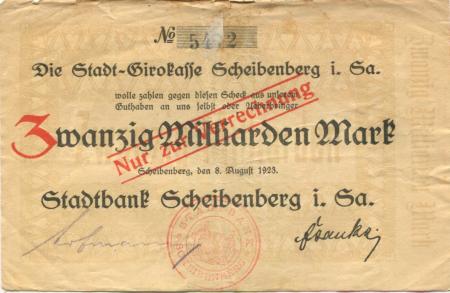 No 5
Die Stadt-Girokasse Scheibenberg i. Sa.
wolle zahlen gegen diesen Scheck aus unserem
Guthaben an uns selbst oder Ueberbringer
Zwanzig Milliarden Mark
Nur zur Verrechnung
Scheibenberg, den 8. August 1923.
Stadtbank Scheibenberg i. Sa.